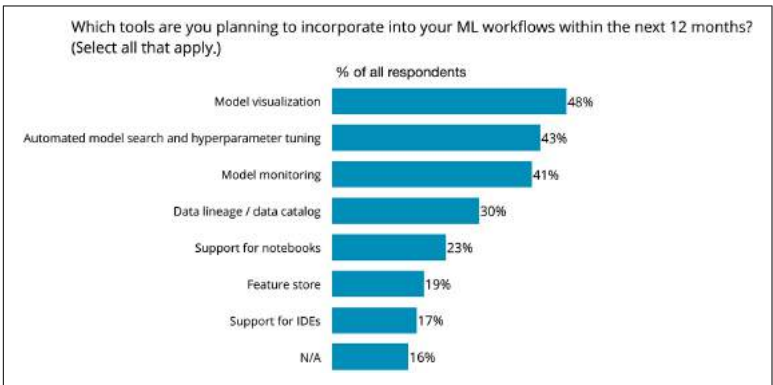 Which tools are you planning to incorporate into your ML workflows within the next 12 months?
(Select all that apply.)
% of all respondents
Model visualization 48%
Automated model search and hyperparameter tuning 43%
Model monitoring 41%
Data lineage / data catalog 30%
Support for notebooks 23%
Feature store 19%
Support for IDEs 17%
N/A 16%